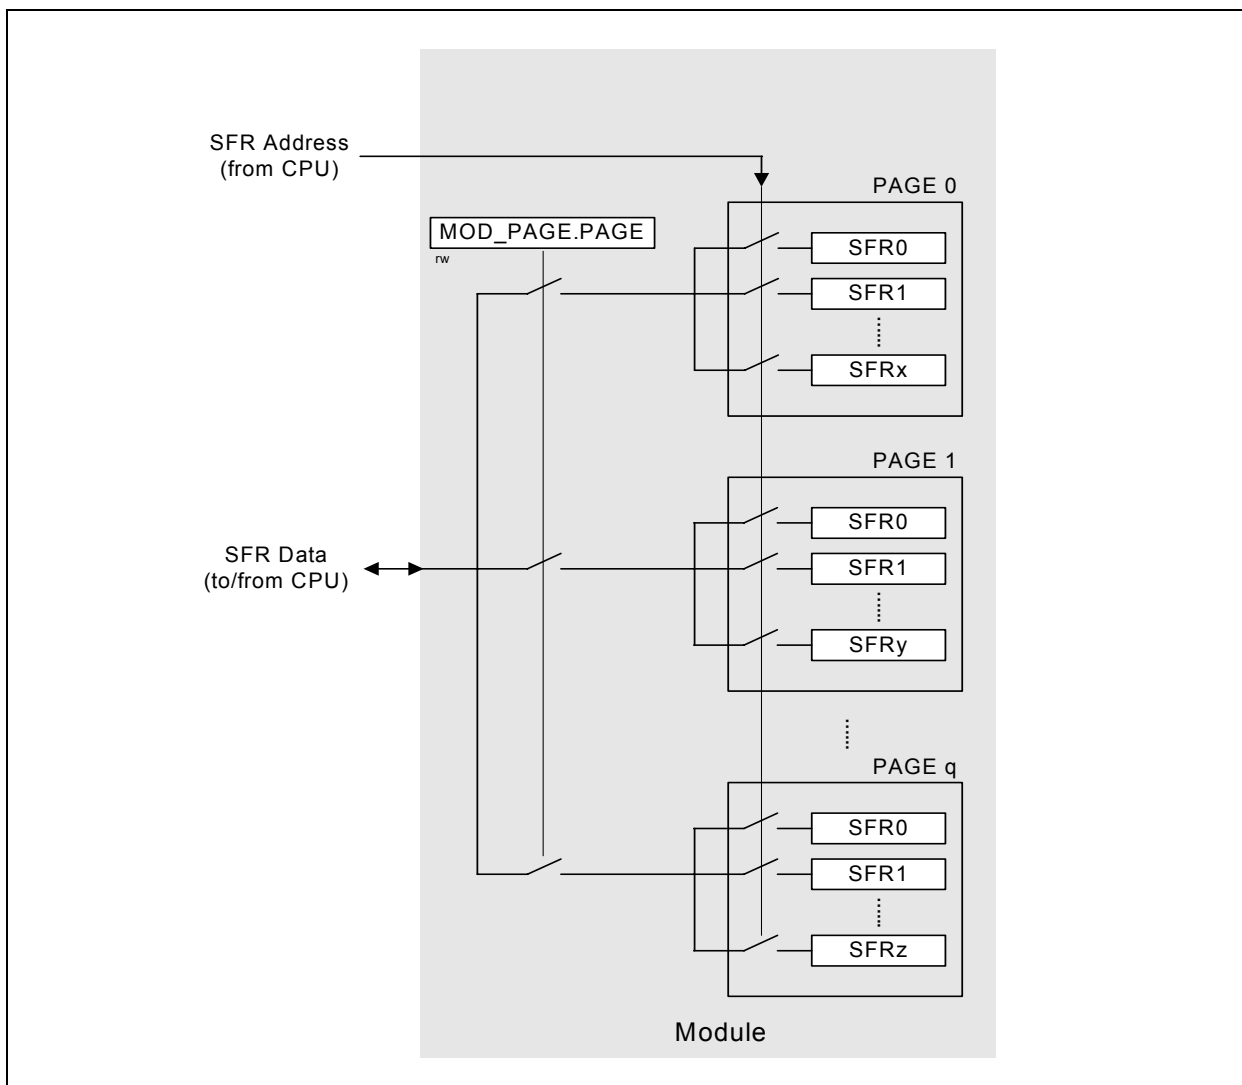 SFR Address
(from CPU)
PAGE 0
MOD_PAGE.PAGE
rw
SFR0
SFR1
SFRx
PAGE 1
SFR0
SFR1
SFRy
SFR Data
(to/from CPU)
PAGE q
SFR0
SFR1
SFRz
Module